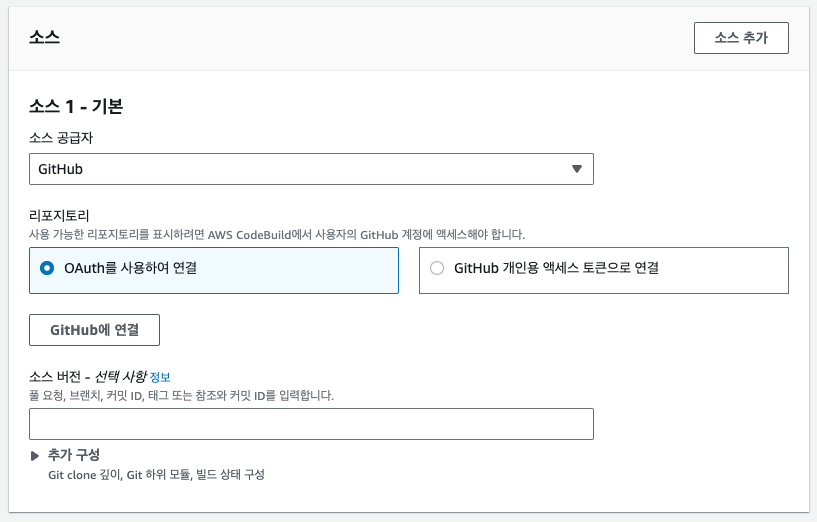 소스
소스 추가
소스 1 - 기본
소스 공급자
GitHub
리포지토리
사용 가능한 리포지토리를 표시하려면 AWS CodeBuild에서 사용자의 GitHub 계정에 액세스해야 합니다.
OAuth를 사용하여 연결
GitHub 개인용 액세스 토큰으로 연결
GitHub에 연결
소스 버전 - 선택 사항 정보
풀 요청, 브랜치, 커밋 ID, 태그 또는 참조와 커밋 ID를 입력합니다.
추가 구성
Git clone 깊이, Git 하위 모듈, 빌드 상태 구성